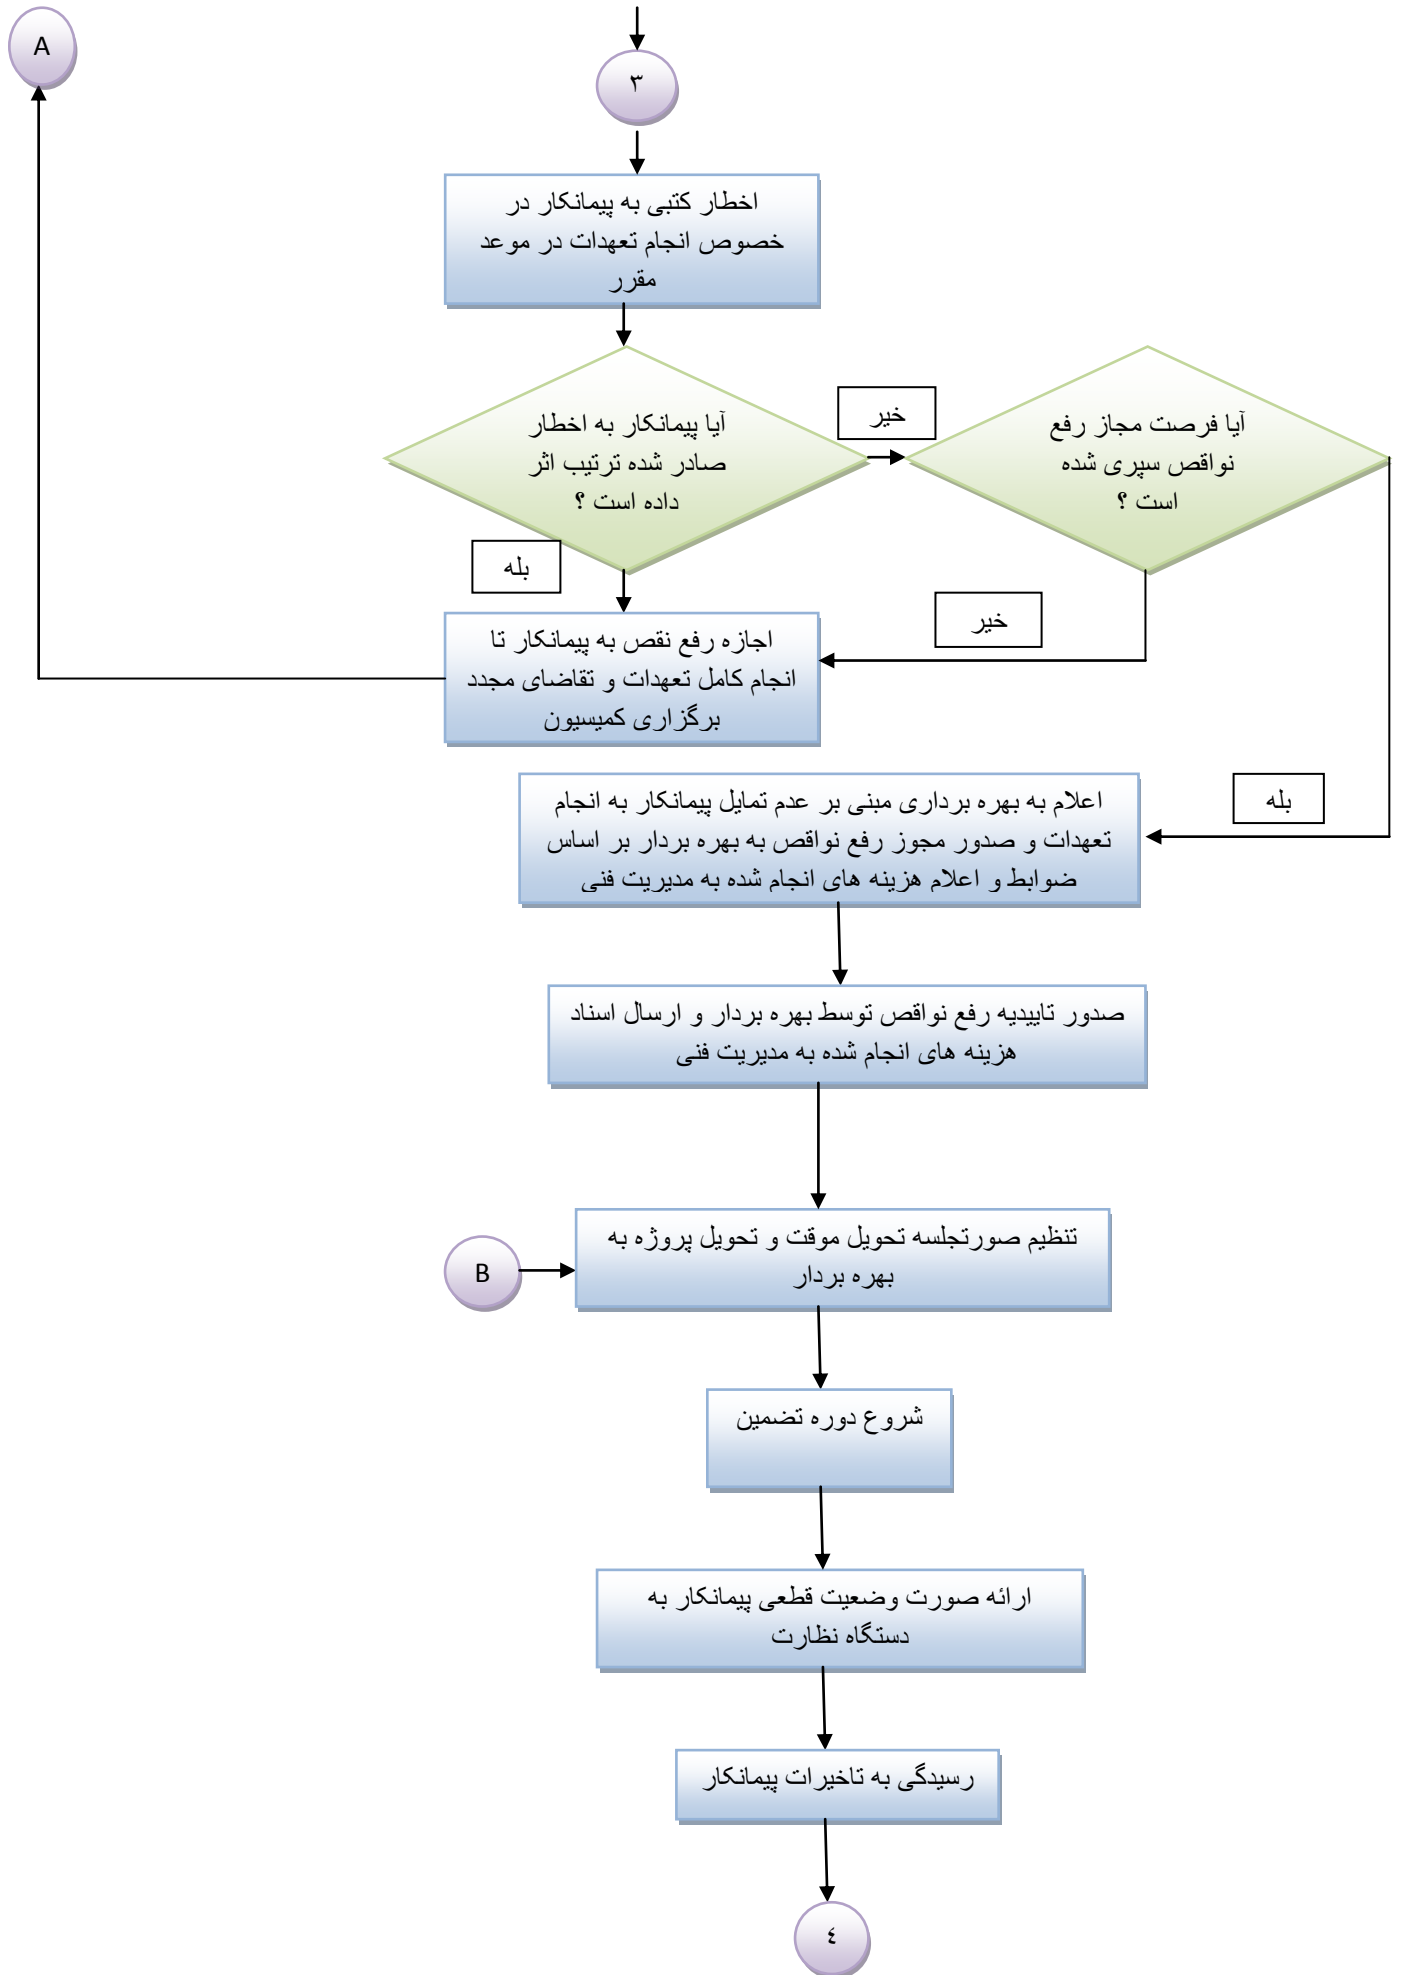 A
۳
اخطار کتبی به پیمانکار در
خصوص انجام تعهدات در موعد
مقرر
آیا پیمانکار به اخطار
صادر شده ترتیب اثر
داده است ؟
خیر
آیا فرصت مجاز رفع
نواقص سپری شده
است ؟
بله
خیر
اجازه رفع نقص به پیمانکار تا
انجام کامل تعهدات و تقاضای مجدد
برگزاری کمیسیون
بله
اعلام به بهره برداری مبنی بر عدم تمایل پیمانکار به انجام
تعهدات و صدور مجوز رفع نواقص به بهره بردار بر اساس
ضوابط و اعلام هزینه های انجام شده به مدیریت فنی
صدور تاییدیه رفع نواقص توسط بهره بردار و ارسال اسناد
هزینه های انجام شده به مدیریت فنی
B
تنظیم صورتجلسه تحویل موقت و تحویل پروژه به
بهره بردار
شروع دوره تضمین
ارائه صورت وضعیت قطعی پیمانکار به
دستگاه نظارت
رسیدگی به تاخیرات پیمانکار
٤